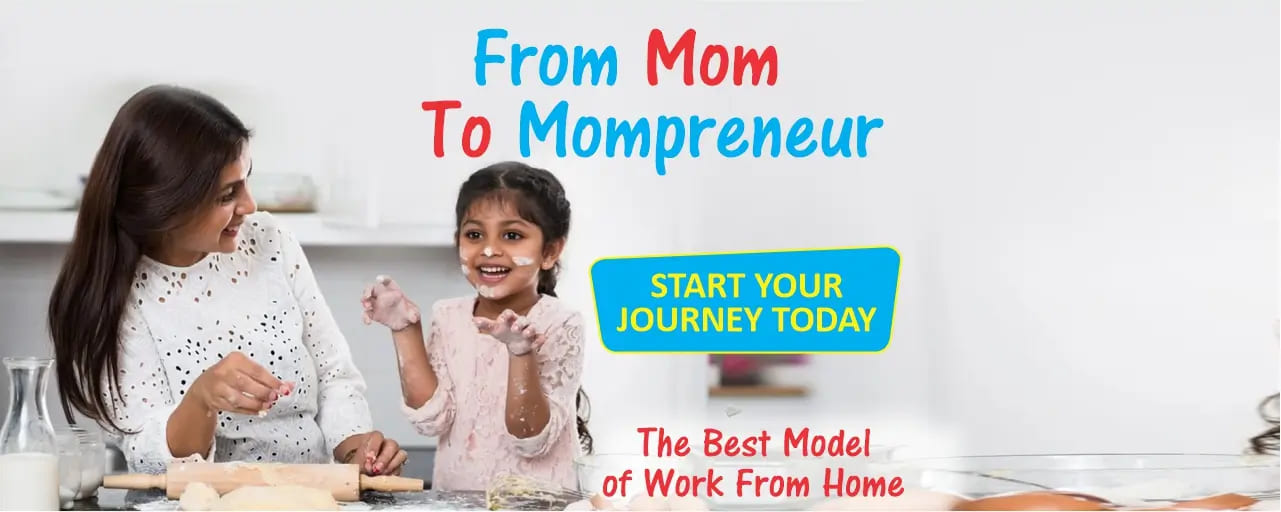 From Mom
To Mompreneur
START YOUR
JOURNEY TODAY
The Best Model
of Work From Home